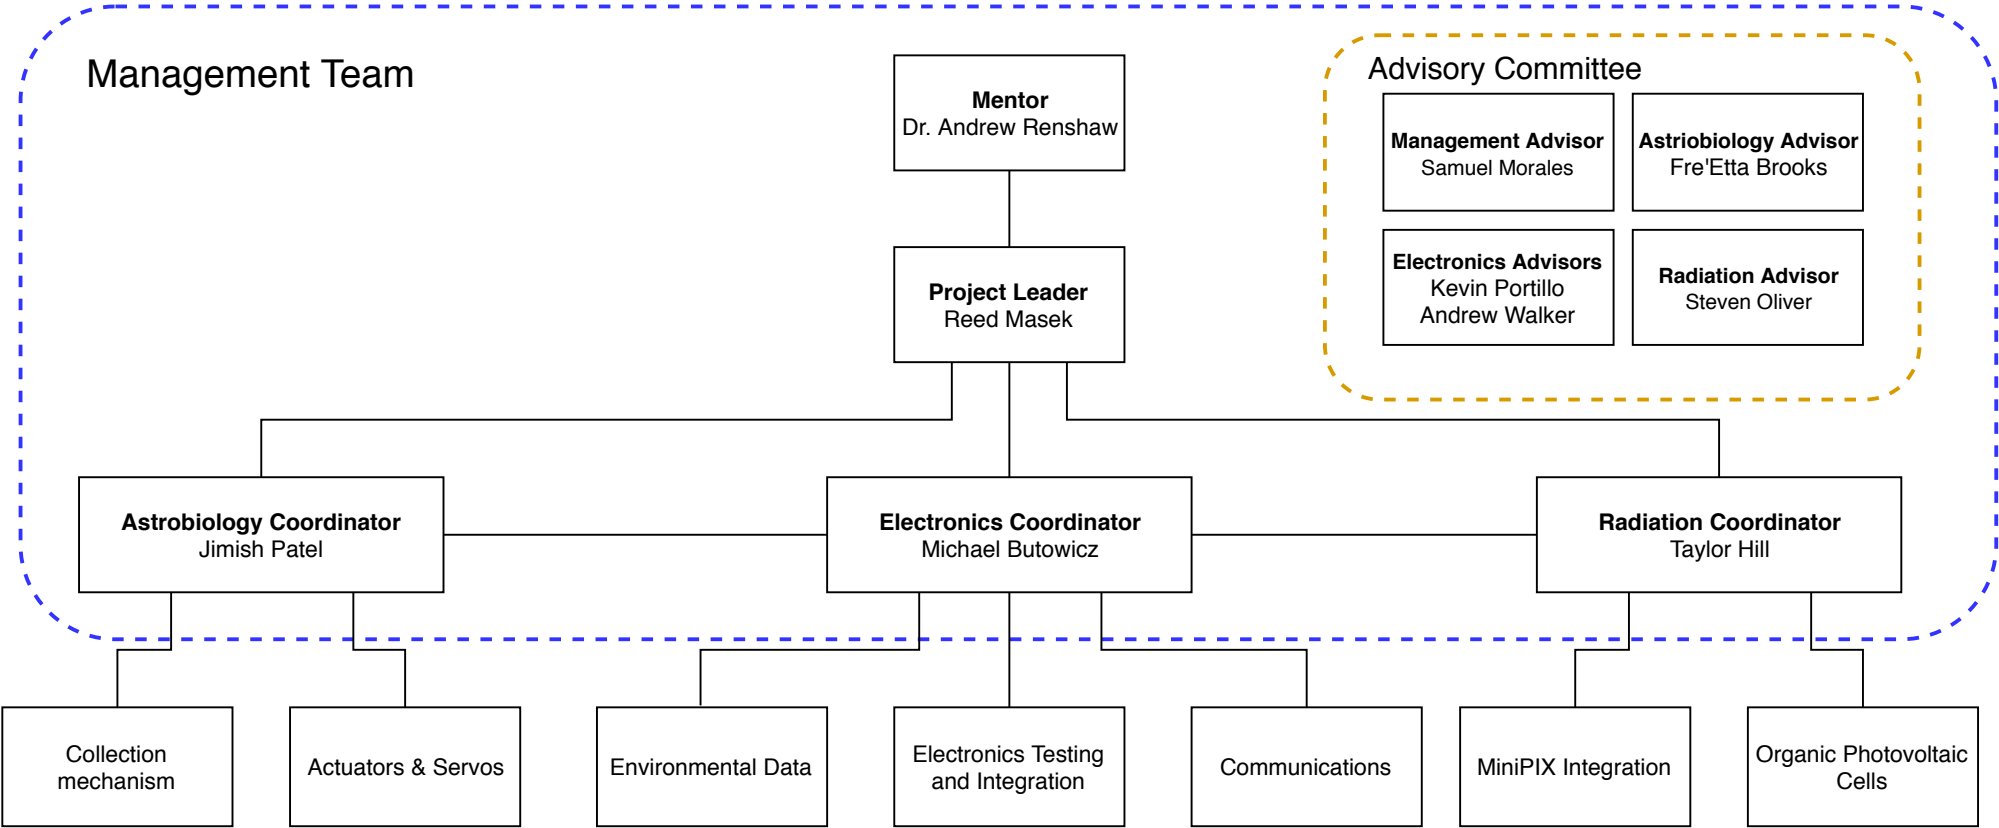 Management Team
Mentor
Dr. Andrew Renshaw
Advisory Committee
Management Advisor
Samuel Morales
Astriobiology Advisor
Fre'Etta Brooks
Electronics Advisors
Kevin Portillo
Andrew Walker
Radiation Advisor
Steven Oliver
Project Leader
Reed Masek
Astrobiology Coordinator
Jimish Patel
Electronics Coordinator
Michael Butowicz
Radiation Coordinator
Taylor Hill
Collection
mechanism
Actuators & Servos
Environmental Data
Electronics Testing
and Integration
Communications
MiniPIX Integration
Organic Photovoltaic
Cells